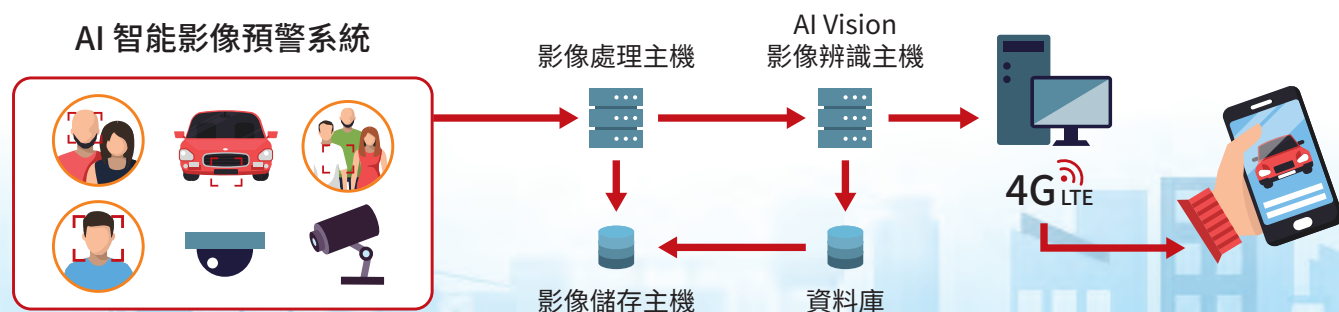 AI 智能影像預警系統
影像處理主機
AI Vision
影像辨識主機
4G LTE
影像儲存主機
資料庫